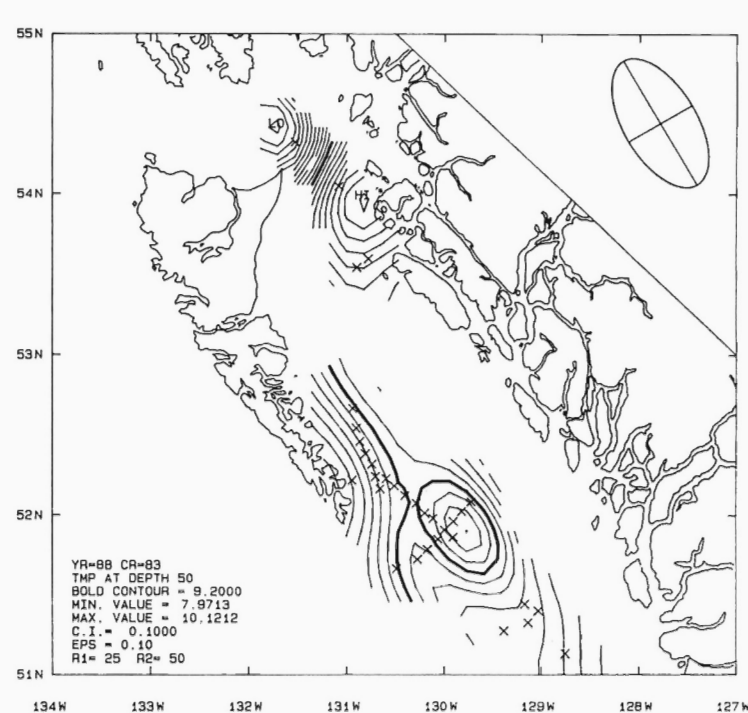 55N
54N
53N
52N
YR=88 CR=83
TMP AT DEPTH 50
BOLD CONTOUR = 9.2000
MIN. VALUE = 7.9713
MAX. VALUE = 10.1212
C.I.= 0.1000
EPS = 0.10
R1= 25 R2= 50
51N
134W 133W 132W 131W 130W 129W 128W 127W